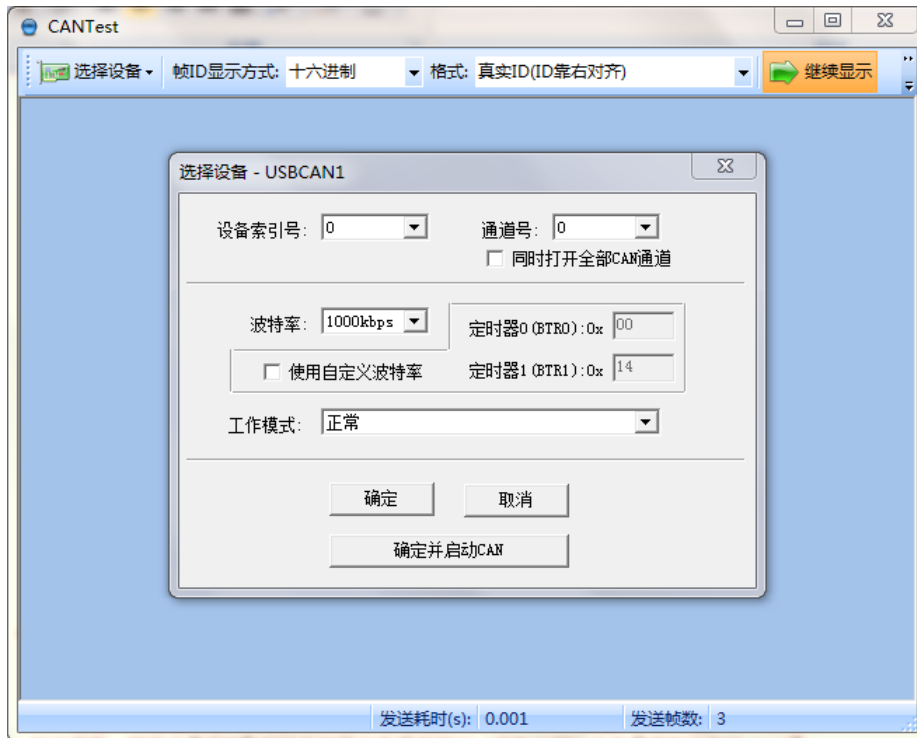 CANTest
选择设备 帧ID显示方式: 十六进制 格式: 真实ID(ID靠右对齐) 继续显示
选择设备 - USBCAN1
设备索引号: 0 通道号: 0
同时打开全部CAN通道
波特率: 1000kbps 定时器0(BTR0):0x 00
使用自定义波特率 定时器1(BTR1):0x 14
工作模式: 正常
确定 取消
确定并启动CAN
发送耗时(s): 0.001 发送帧数: 3